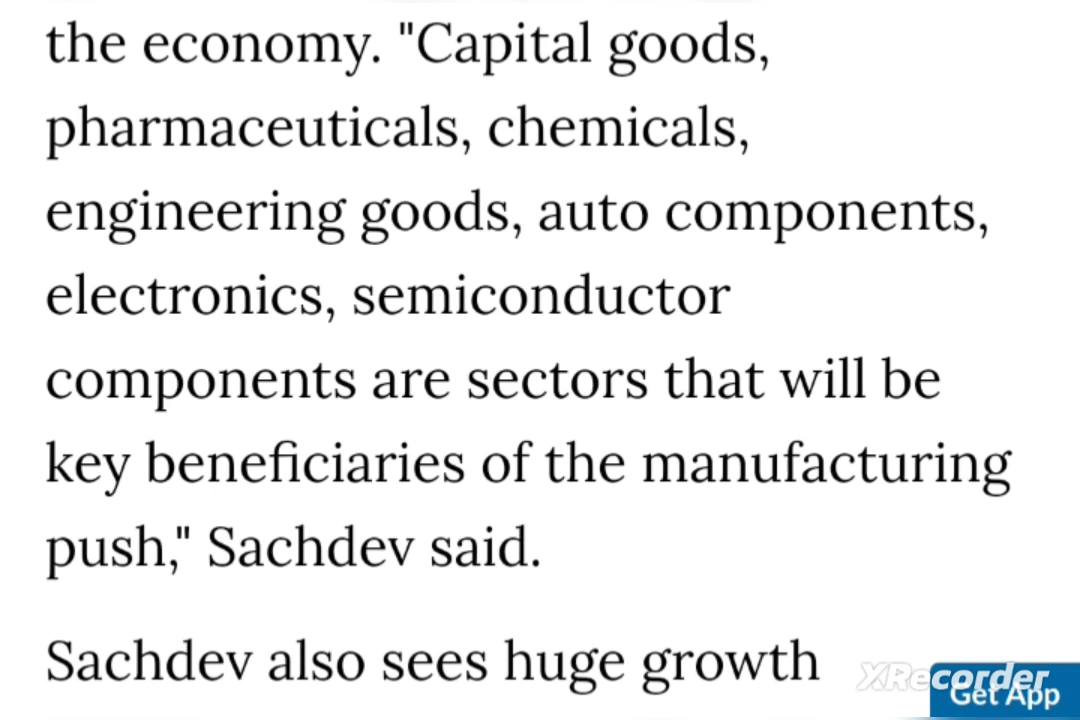 the economy. "Capital goods,
pharmaceuticals, chemicals,
engineering goods, auto components,
electronics, semiconductor
components are sectors that will be
key beneficiaries of the manufacturing
push," Sachdev said.
Sachdev also sees huge growth
XRecorder
Get App